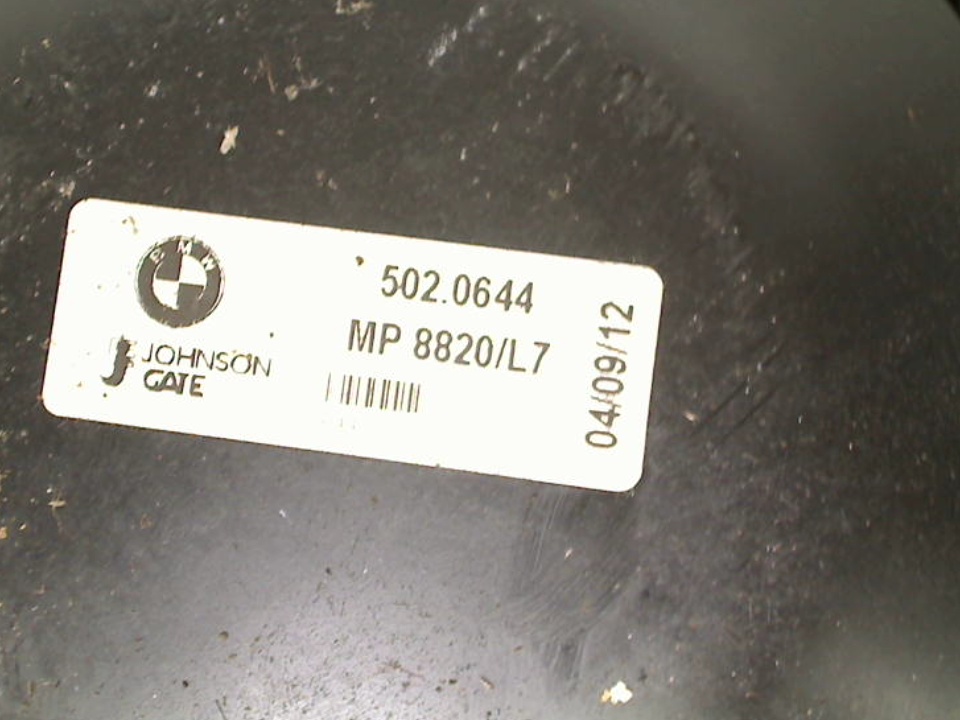 BMW
JOHNSON
GATE
502.0644
MP 8820/L7
04/09/12